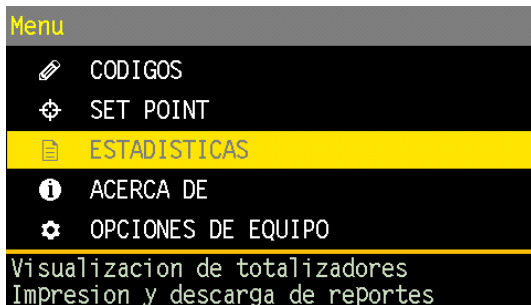 Menu
CODIGOS
SET POINT
ESTADISTICAS
ACERCA DE
OPCIONES DE EQUIPO
Visualizacion de totalizadores
Impresion y descarga de reportes